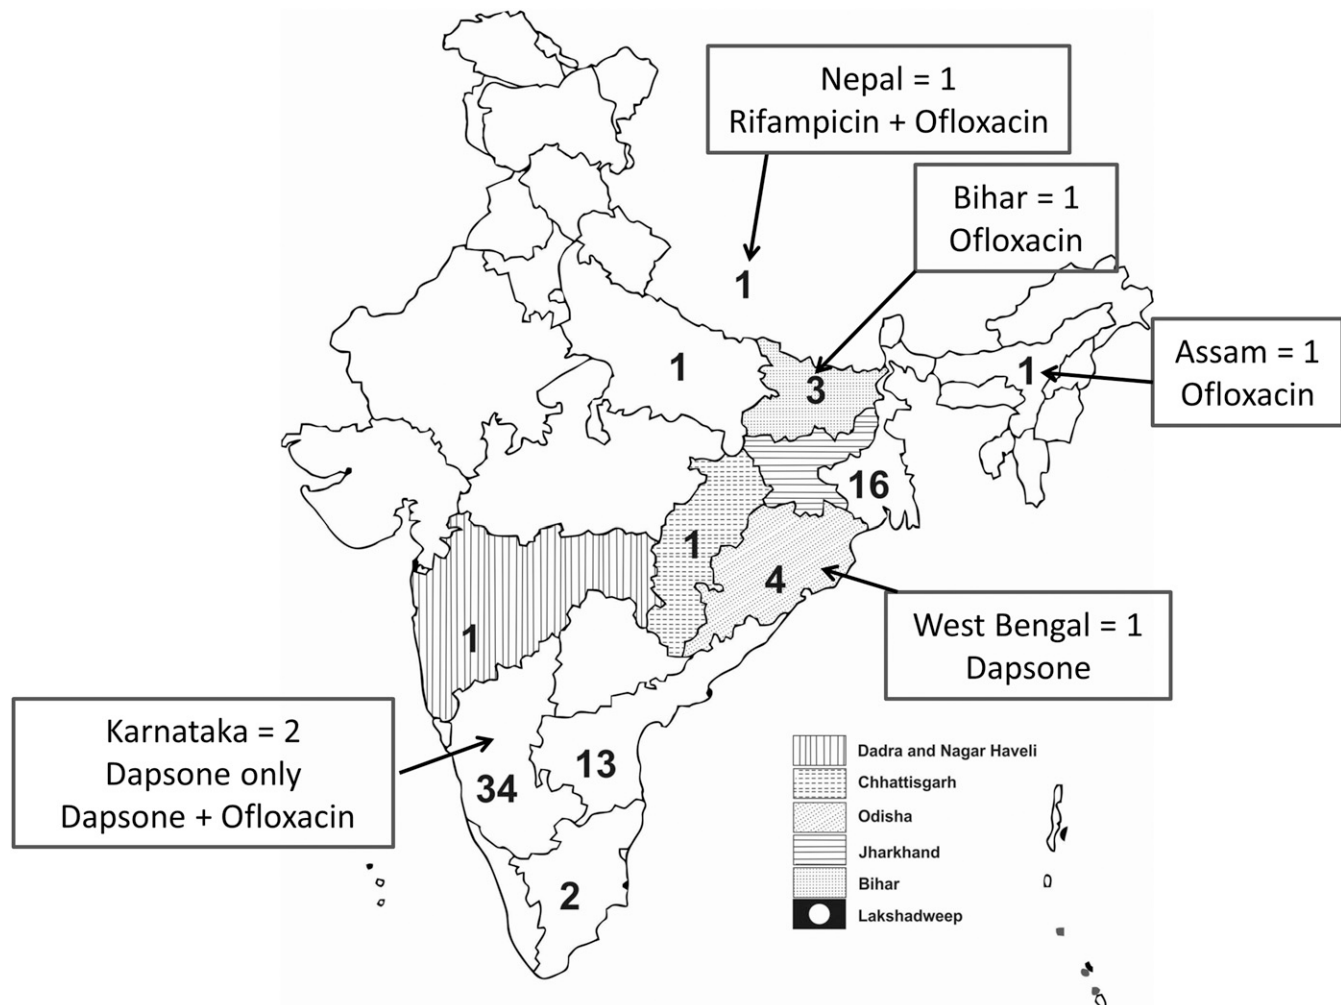 Nepal = 1
Rifampicin + Ofloxacin
Bihar = 1
Ofloxacin
1
Assam = 1
Ofloxacin
1
3
1
16
1
4
West Bengal = 1
Dapsone
1
Karnataka = 2
Dapsone only
Dapsone + Ofloxacin
34
13
2
Dadra and Nagar Haveli
Chhattisgarh
Odisha
Jharkhand
Bihar
Lakshadweep